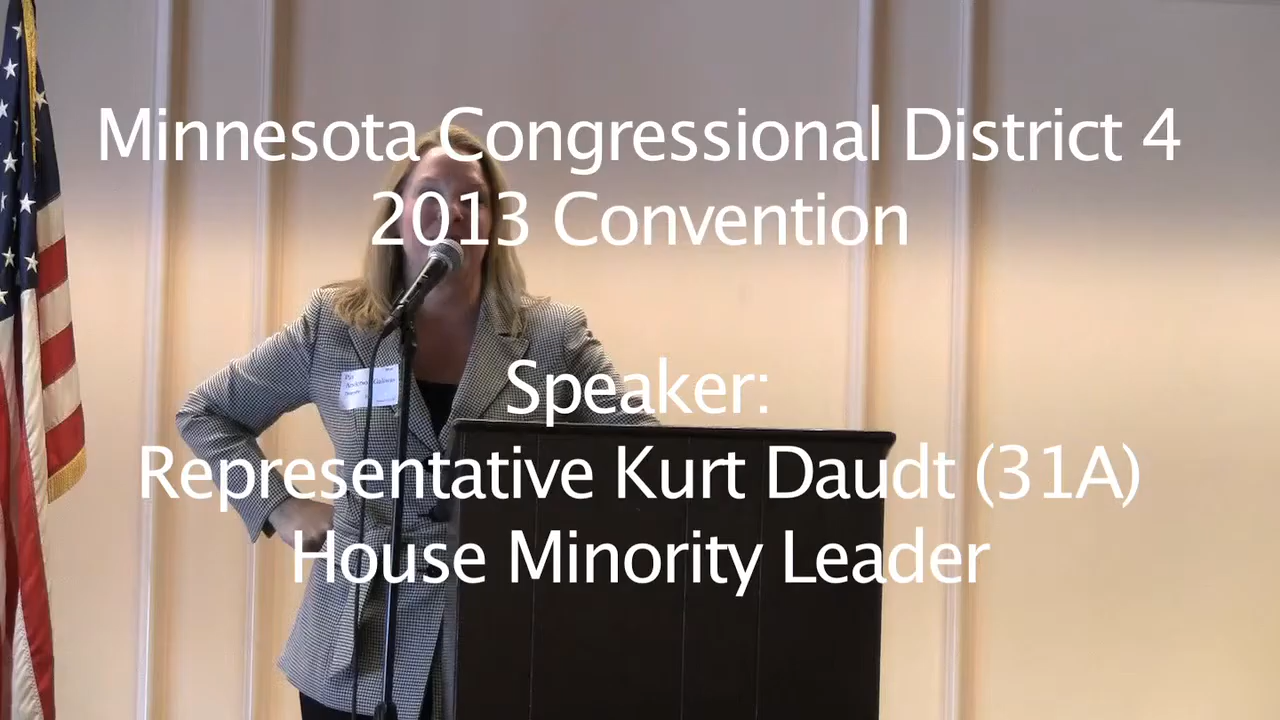 Minnesota Congressional District 4
2013 Convention
Speaker:
Representative Kurt Daudt (31A)
House Minority Leader